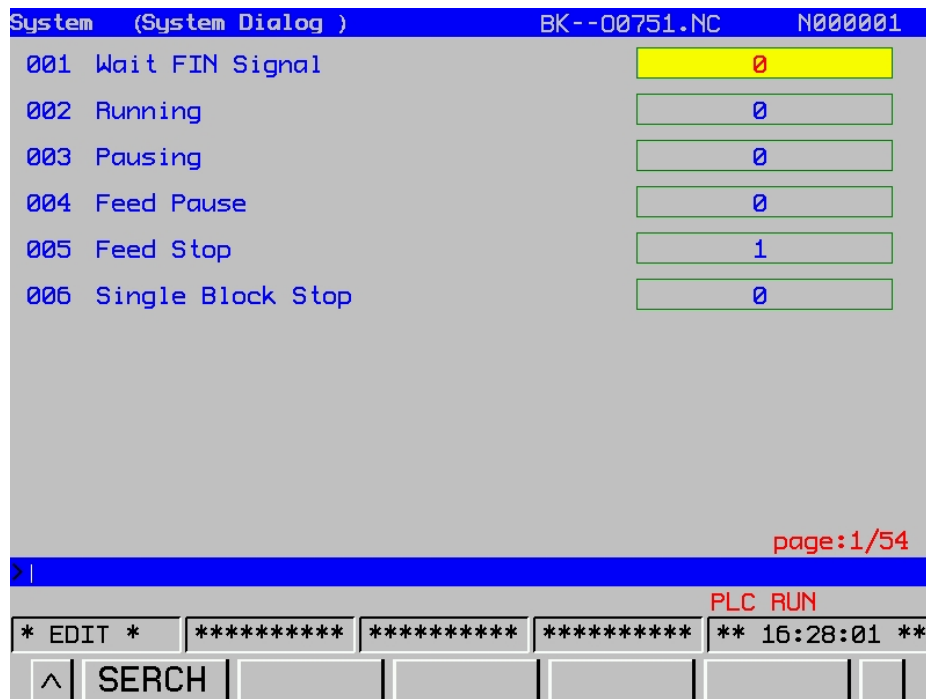 System (System Dialog ) BK--O0751.NC N000001
001 Wait FIN Signal 0
002 Running 0
003 Pausing 0
004 Feed Pause 0
005 Feed Stop 1
006 Single Block Stop 0
page:1/54
>
PLC RUN
* EDIT * ********** ********** ********** ** 16:28:01 **
^ SERCH